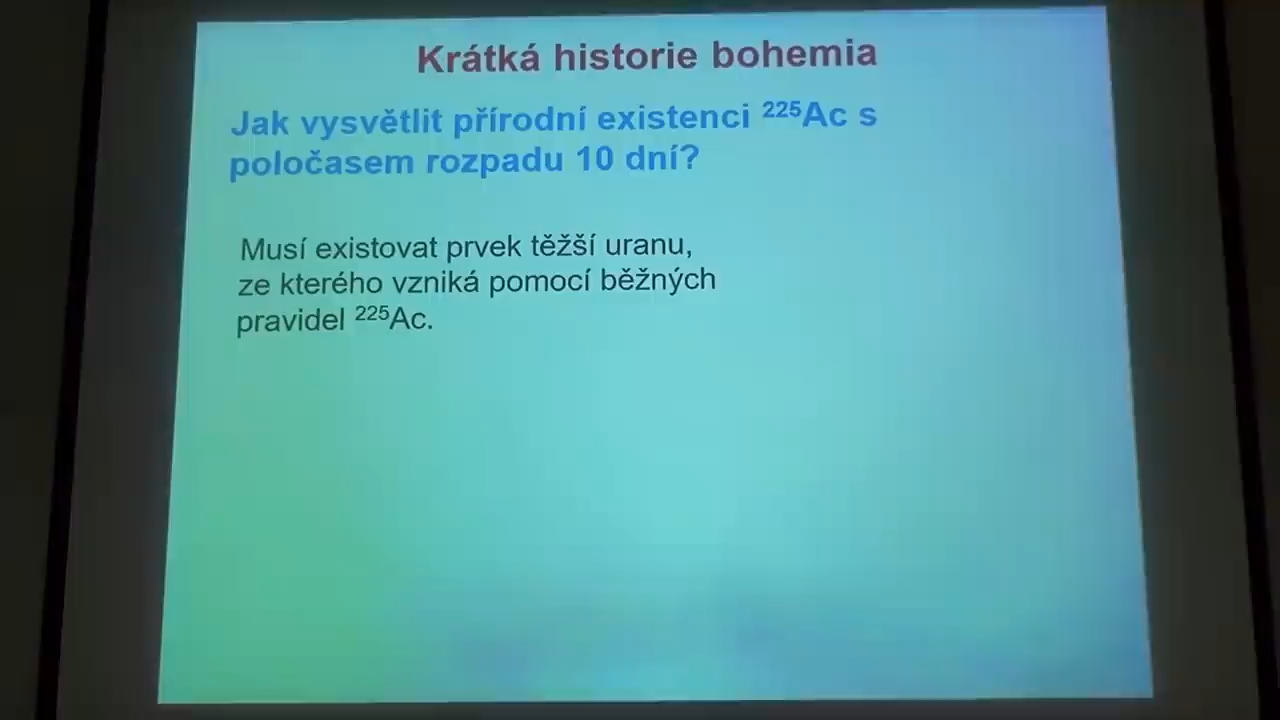 Krátká historie bohemia
Jak vysvětlit přírodní existenci ²²⁵Ac s
poločasem rozpadu 10 dní?
Musí existovat prvek těžší uranu,
ze kterého vzniká pomocí běžných
pravidel ²²⁵Ac.